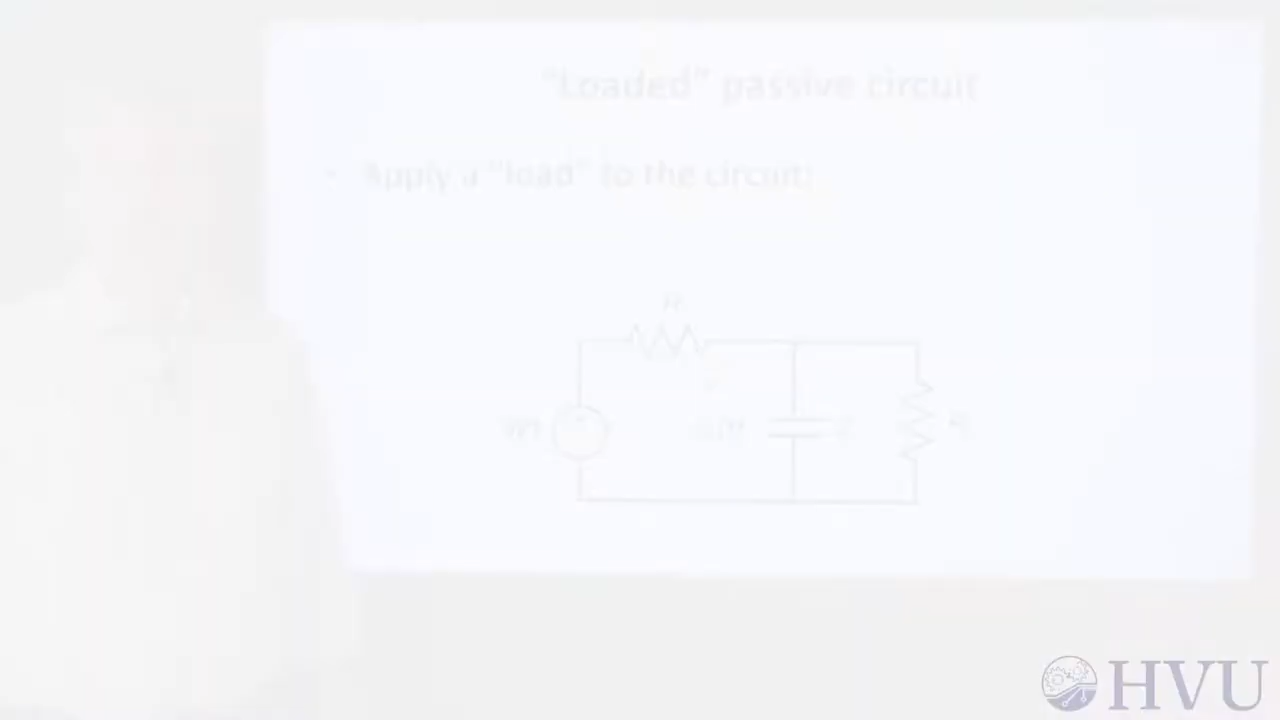 "Loaded" passive circuit
• Apply a "load" to the circuit:
R
HVU